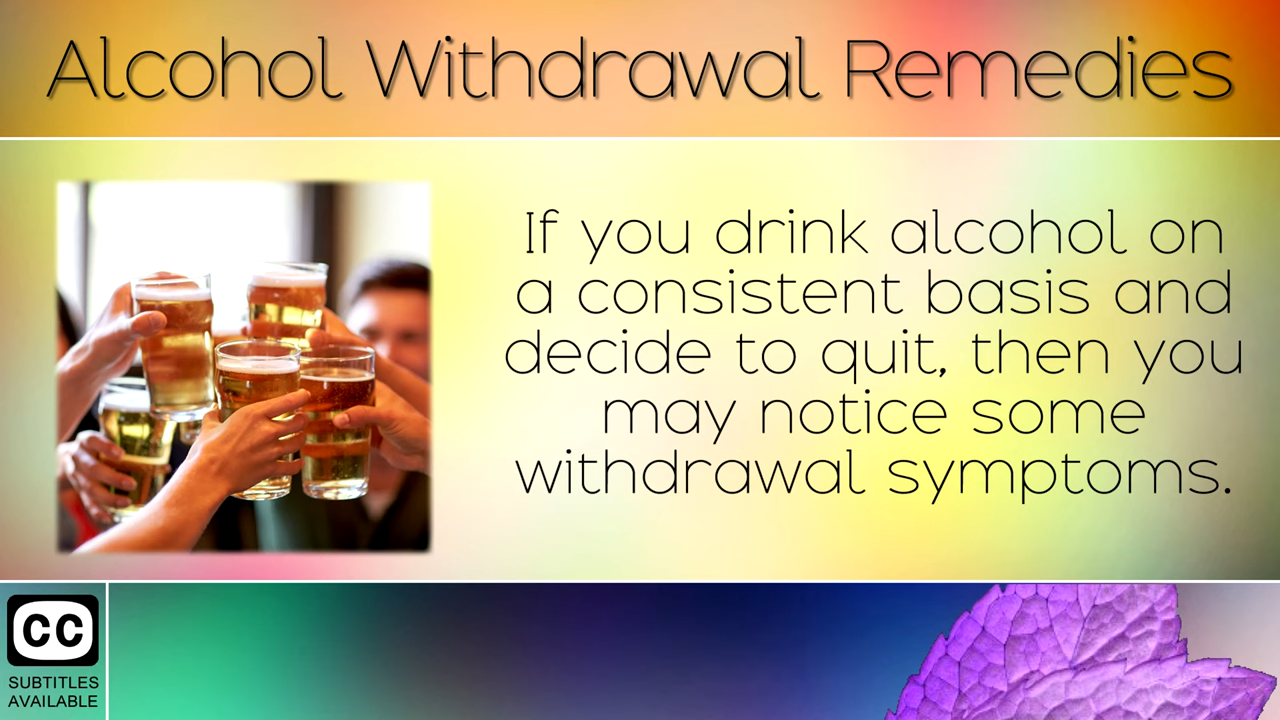 Alcohol Withdrawal Remedies
If you drink alcohol on
a consistent basis and
decide to quit, then you
may notice some
withdrawal symptoms.
CC
SUBTITLES
AVAILABLE